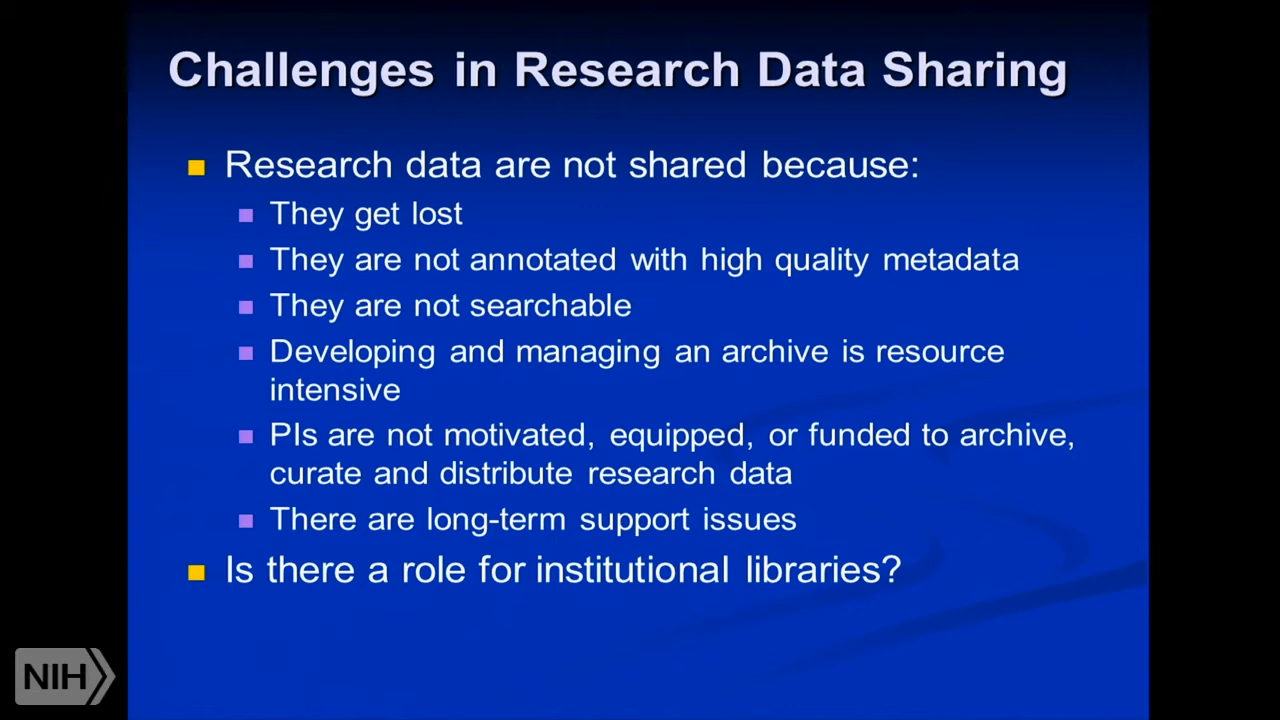 Challenges in Research Data Sharing
Research data are not shared because:
They get lost
They are not annotated with high quality metadata
They are not searchable
Developing and managing an archive is resource
intensive
PIs are not motivated, equipped, or funded to archive,
curate and distribute research data
There are long-term support issues
Is there a role for institutional libraries?
NIH